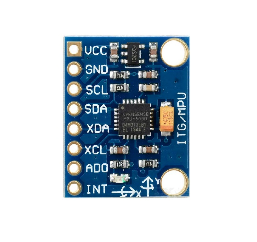 VCC
GND
SCL
SDA
XDA
XCL
ADO
INT
ITG/MPU
X
Y